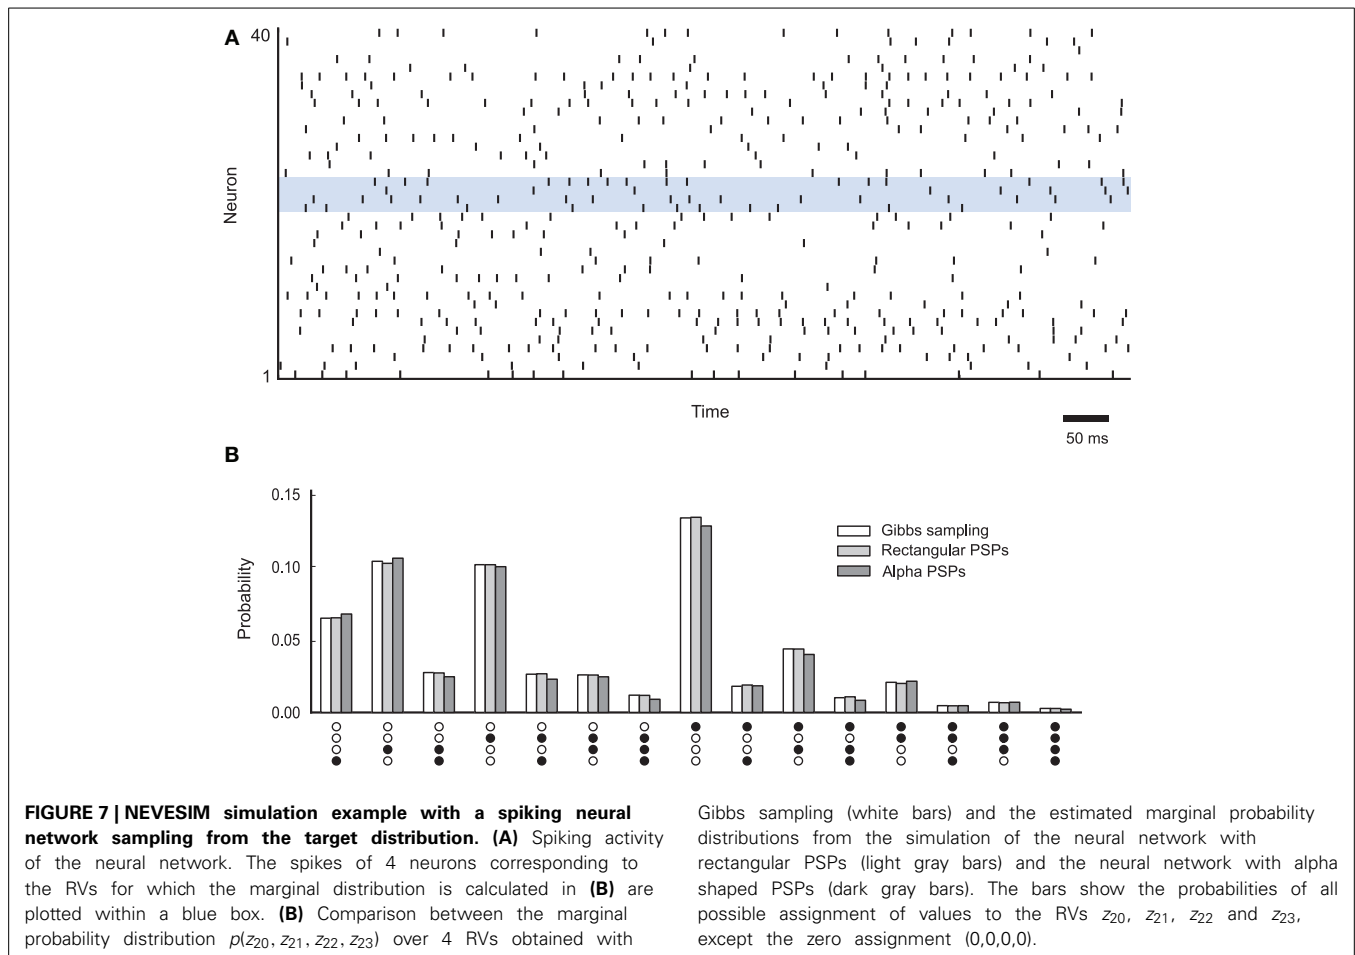 A
40
Neuron
1
Time
50 ms
B
0.15
0.10
0.05
0.00
Probability
Gibbs sampling
Rectangular PSPs
Alpha PSPs
FIGURE 7 | NEVESIM simulation example with a spiking neural
network sampling from the target distribution. (A) Spiking activity
of the neural network. The spikes of 4 neurons corresponding to
the RVs for which the marginal distribution is calculated in (B) are
plotted within a blue box. (B) Comparison between the marginal
probability distribution p(z20, z21, z22, z23) over 4 RVs obtained with
Gibbs sampling (white bars) and the estimated marginal probability
distributions from the simulation of the neural network with
rectangular PSPs (light gray bars) and the neural network with alpha
shaped PSPs (dark gray bars). The bars show the probabilities of all
possible assignment of values to the RVs z20, z21, z22 and z23,
except the zero assignment (0,0,0,0).